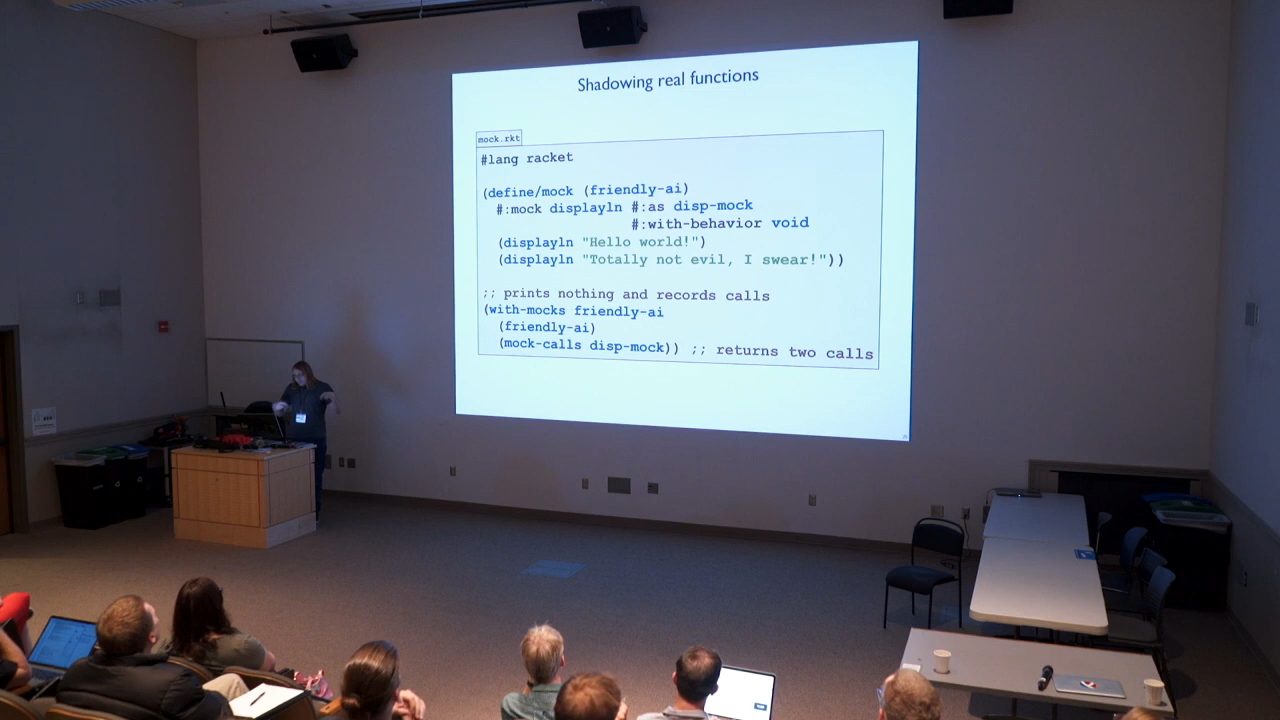 Shadowing real functions
mock.rkt
#lang racket
(define/mock (friendly-ai)
#:mock displayln #:as disp-mock
#:with-behavior void
(displayln "Hello world!")
(displayln "Totally not evil, I swear!"))
;; prints nothing and records calls
(with-mocks friendly-ai
(friendly-ai)
(mock-calls disp-mock)) ;; returns two calls